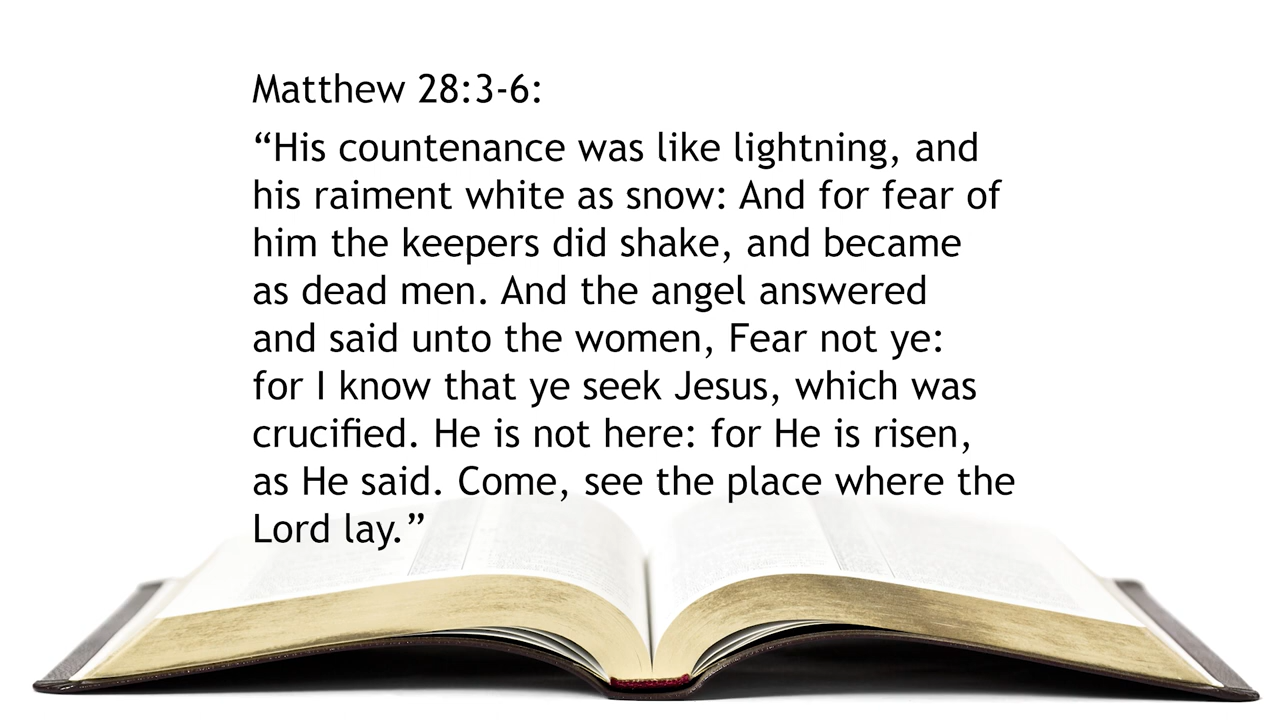 Matthew 28:3-6:
“His countenance was like lightning, and
his raiment white as snow: And for fear of
him the keepers did shake, and became
as dead men. And the angel answered
and said unto the women, Fear not ye:
for I know that ye seek Jesus, which was
crucified. He is not here: for He is risen,
as He said. Come, see the place where the
Lord lay.”